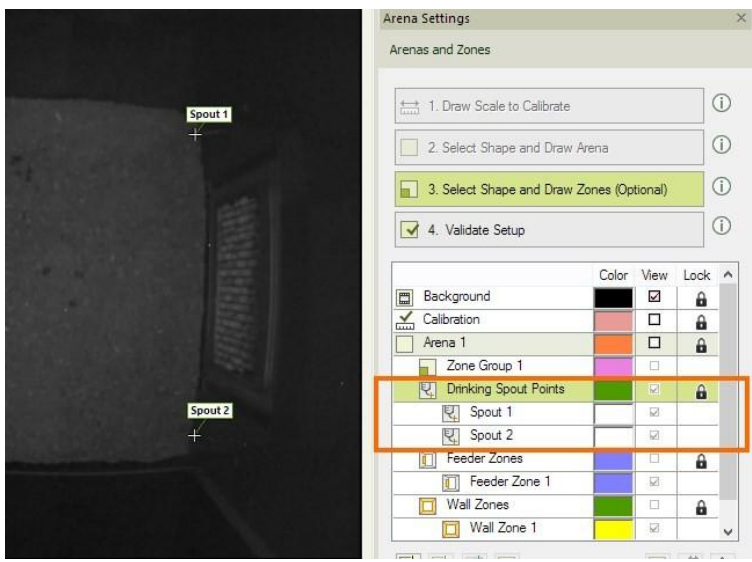 Arena Settings
Arenas and Zones
1. Draw Scale to Calibrate
2. Select Shape and Draw Arena
3. Select Shape and Draw Zones (Optional)
4. Validate Setup
Color View Lock
Background
Calibration
Arena 1
Zone Group 1
Drinking Spout Points
Spout 1
Spout 2
Feeder Zones
Feeder Zone 1
Wall Zones
Wall Zone 1
Spout 1
Spout 2